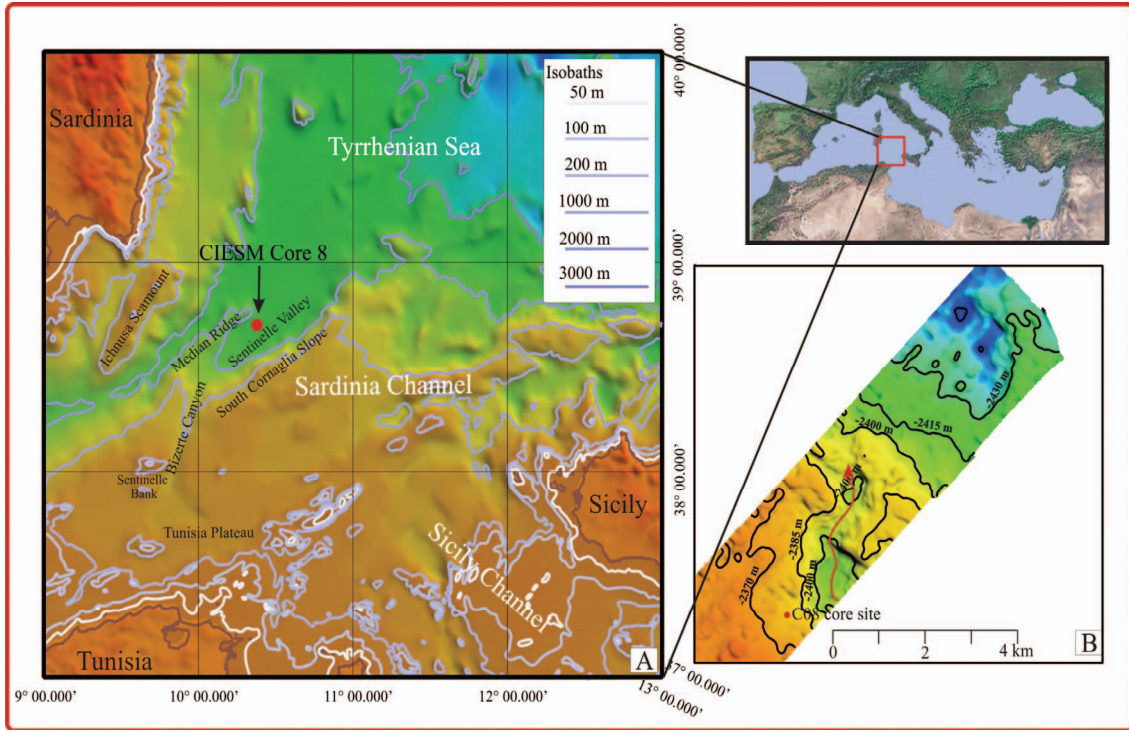 Sardinia
Tyrrhenian Sea
Isobaths
50 m
100 m
200 m
1000 m
2000 m
3000 m
CIESM Core 8
Ichnusa Seamount
Median Ridge
Sentinelle Valley
South Cornaglia Slope
Sardinia Channel
Bizerte Canyon
Sentinelle
Bank
Tunisia Plateau
Sicily
Sicily Channel
Tunisia
A
9° 00.000’
10° 00.000’
11° 00.000’
12° 00.000’
13° 00.000’
40° 00.000’
39° 00.000’
38° 00.000’
37° 00.000’
-2430 m
-2415 m
-2400 m
-2400 m
-2385 m
-2400 m
-2370 m
C08 core site
0
2
4 km
B